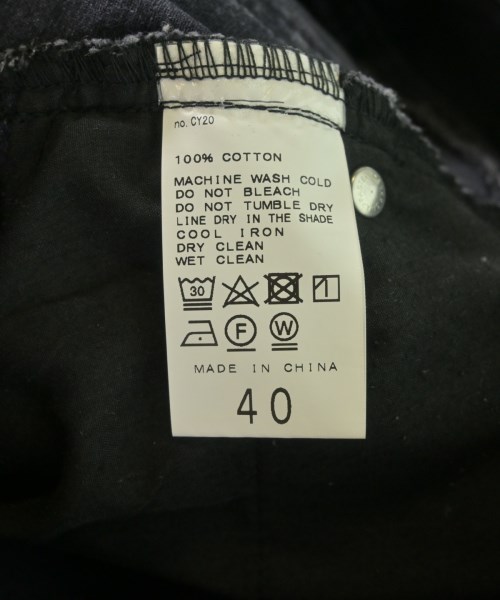 no. CY20
100% COTTON
MACHINE WASH COLD
DO NOT BLEACH
DO NOT TUMBLE DRY
LINE DRY IN THE SHADE
COOL IRON
DRY CLEAN
WET CLEAN
30
F W
MADE IN CHINA
40